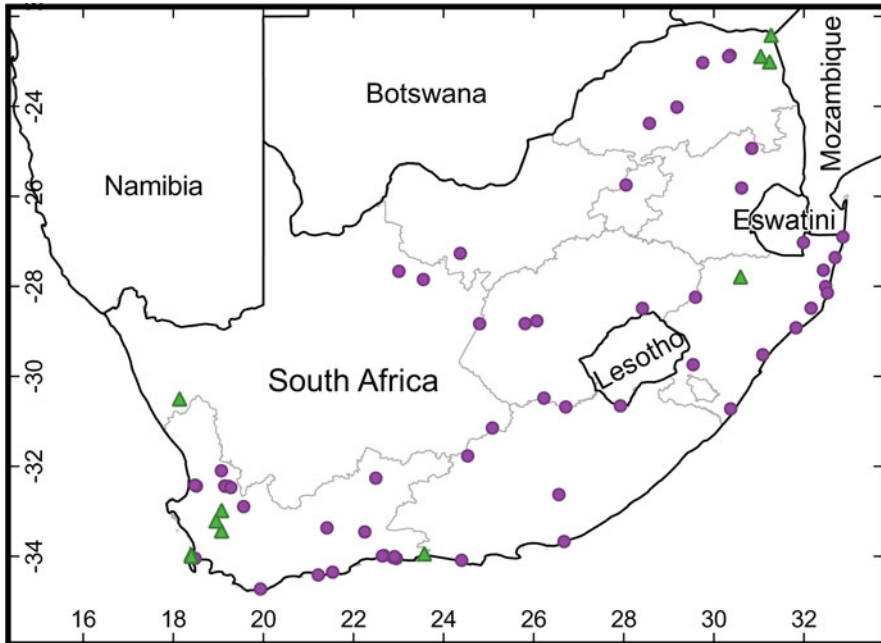 -22
Mozambique
Botswana
-24
Namibia
-26
Eswatini
-28
Lesotho
South Africa
-30
-32
-34
16 18 20 22 24 26 28 30 32